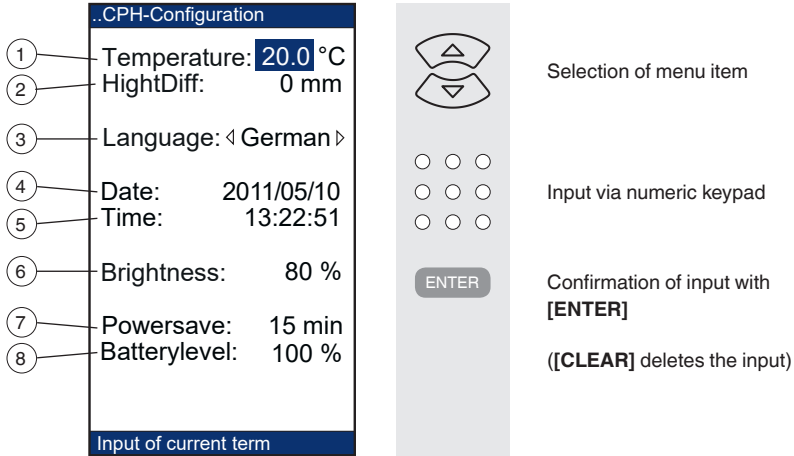 ..CPH-Configuration
1 Temperature: 20.0 °C
2 HightDiff: 0 mm
3 Language: German
4 Date: 2011/05/10
5 Time: 13:22:51
6 Brightness: 80 %
7 Powersave: 15 min
8 Batterylevel: 100 %
Input of current term
Selection of menu item
Input via numeric keypad
ENTER
Confirmation of input with
[ENTER]
([CLEAR] deletes the input)